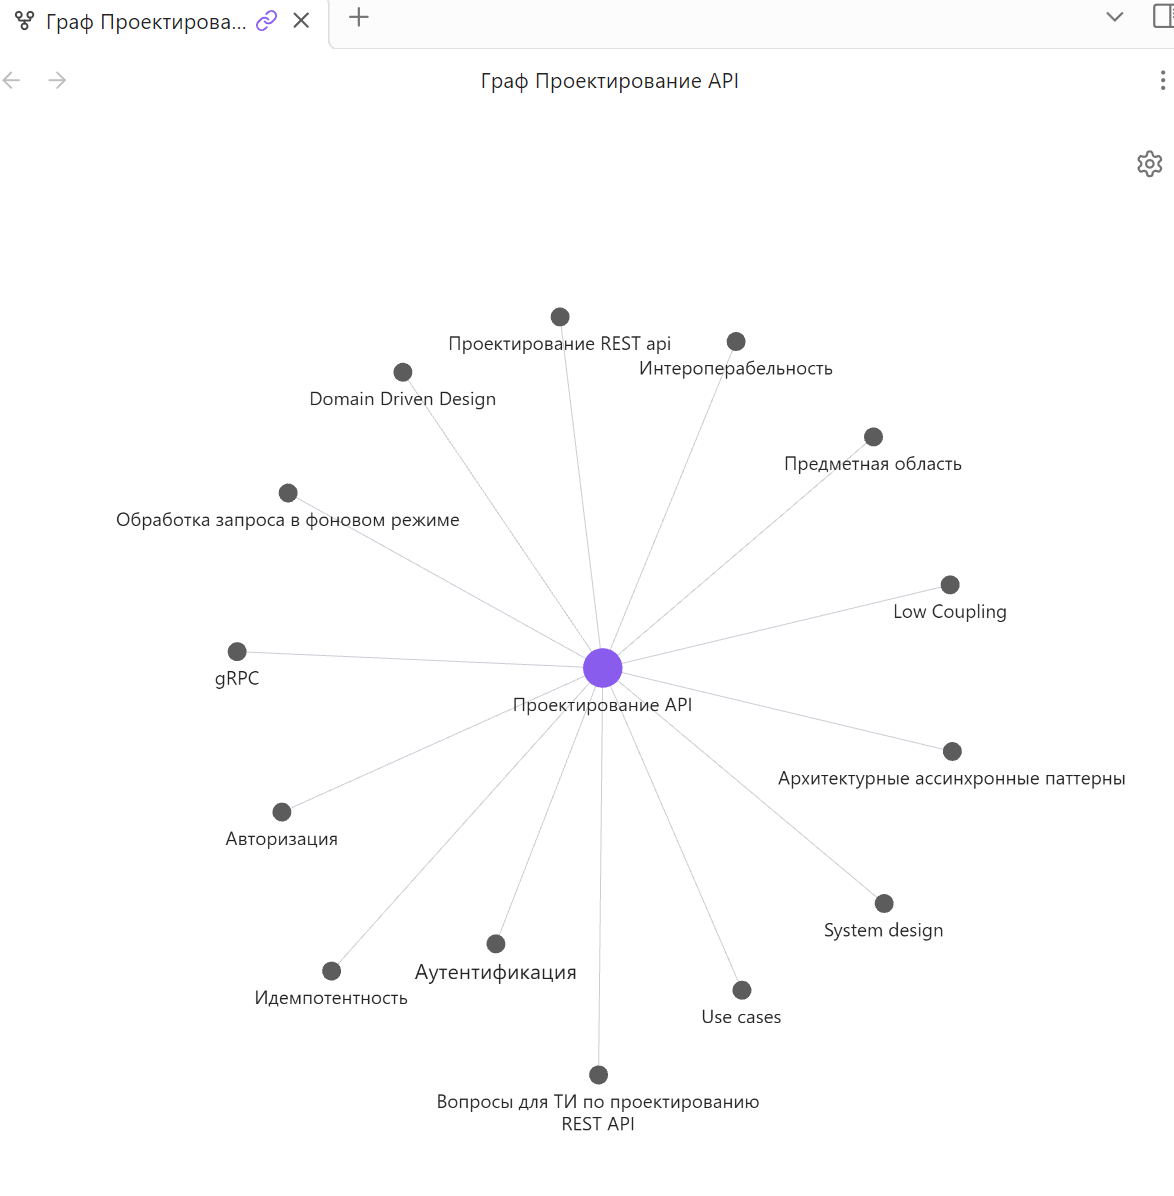 Граф Проектирова...
Граф Проектирование API
Проектирование REST api
Интероперабельность
Domain Driven Design
Предметная область
Обработка запроса в фоновом режиме
Low Coupling
gRPC
Проектирование API
Архитектурные ассинхронные паттерны
Авторизация
System design
Аутентификация
Идемпотентность
Use cases
Вопросы для ТИ по проектированию
REST API